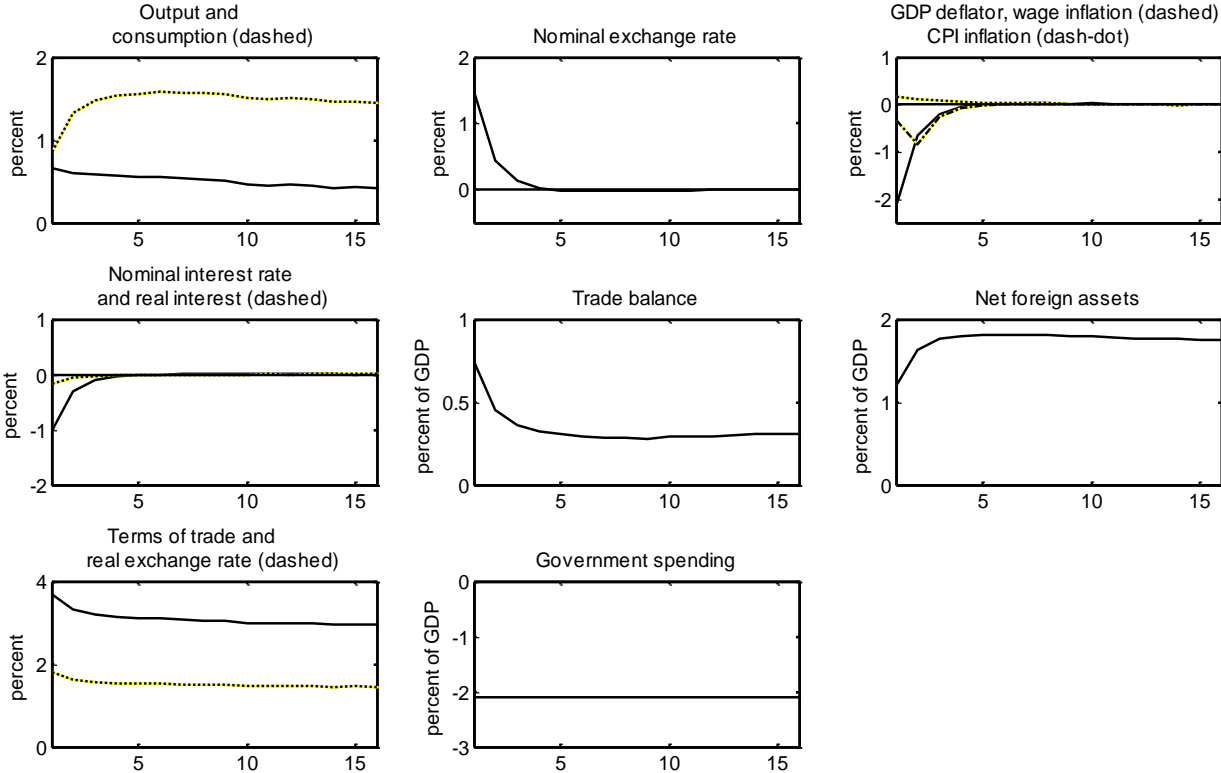 Output and
consumption (dashed)
percent
2
1
0
5
10
15
Nominal exchange rate
percent
2
1
0
5
10
15
GDP deflator, wage inflation (dashed)
CPI inflation (dash-dot)
percent
1
0
-1
-2
5
10
15
Nominal interest rate
and real interest (dashed)
percent
1
0
-1
-2
5
10
15
Trade balance
percent of GDP
1
0.5
0
5
10
15
Net foreign assets
percent of GDP
2
1
0
5
10
15
Terms of trade and
real exchange rate (dashed)
percent
4
2
0
5
10
15
Government spending
percent of GDP
0
-1
-2
-3
5
10
15